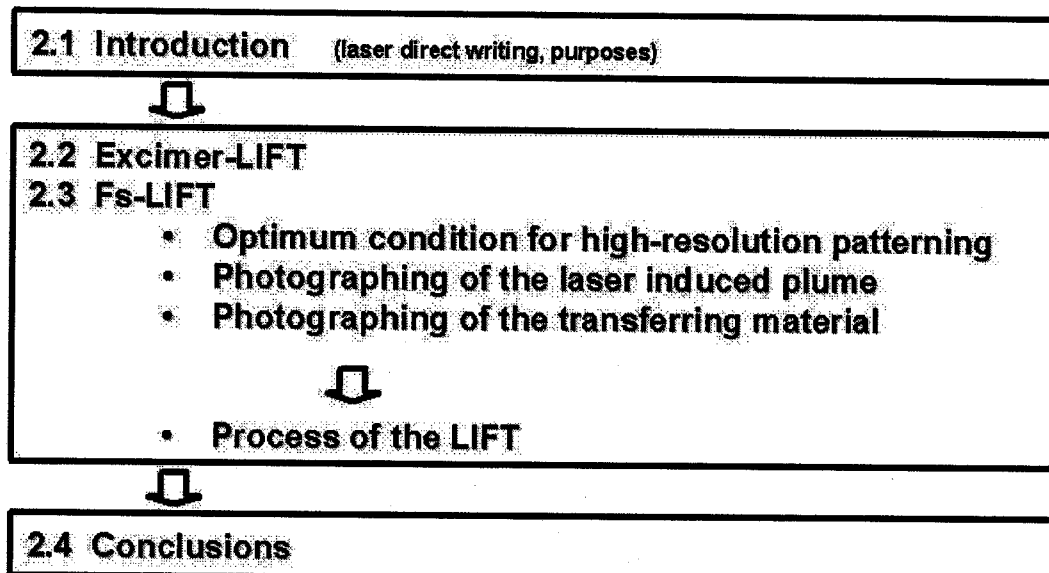 2.1 Introduction (laser direct writing, purposes)
2.2 Excimer-LIFT
2.3 Fs-LIFT
• Optimum condition for high-resolution patterning
• Photographing of the laser induced plume
• Photographing of the transferring material
• Process of the LIFT
2.4 Conclusions